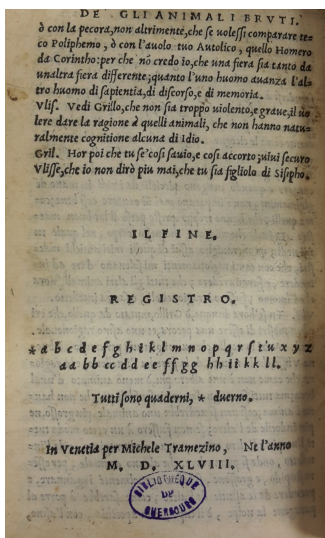 DE' GLI ANIMALI BRVTI.
ò con la pecora, non altrimente, che se uolessi comparare te-
co Poliphemo, ò con l'auolo tuo Autolico, quello Homero
da Corintho: per che nō credo io, che una fiera sia tanto da
unaltra fiera differente; quanto l'uno huomo auanza l'al-
tro huomo di sapientia, di discorso, e di memoria.
Vlis. Vedi Grillo, che non sia troppo uiolento, e graue, il uo
lere dare la ragione à quelli animali, che non hanno natu-
ralmente cognitione alcuna di Idio.
Gril. Hor poi che tu se' cosi sauio, e cosi accorto; uiui securo
Vlisse, che io non dirò piu mai, che tu sia figliolo di Sisipho.
IL FINE.
REGISTRO.
* a b c d e f g h i k l m n o p q r s t u x y z
aa bb cc dd ee ff gg hh ii kk ll.
Tutti sono quaderni, * duerno.
In Venetia per Michele Tramezino, Ne l'anno
M. D. XLVIII.
BIBLIOTHÈQUE
DE
CHERBOURG